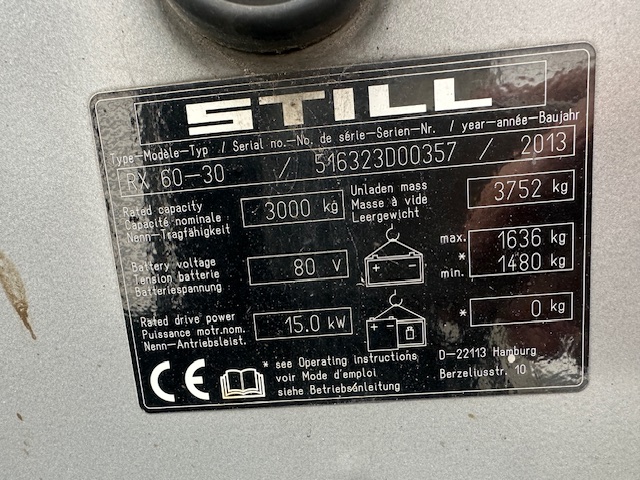 STILL
Type-Modèle-Typ / Serial no.-No. de série-Serien-Nr. / year-année-Baujahr
RX 60-30 / 516323D00357 / 2013
Rated capacity
Capacité nominale
Nenn-Tragfähigkeit
3000 kg
Unladen mass
Masse à vide
Leergewicht
3752 kg
Battery voltage
Tension batterie
Batteriespannung
80 V
max. 1636 kg
* min. 1480 kg
Rated drive power
Puissance motr.nom.
Nenn-Antriebsleist.
15.0 kW
* 0 kg
* see Operating instructions
voir Mode d'emploi
siehe Betriebsanleitung
D-22113 Hamburg
Berzeliusstr. 10
CE